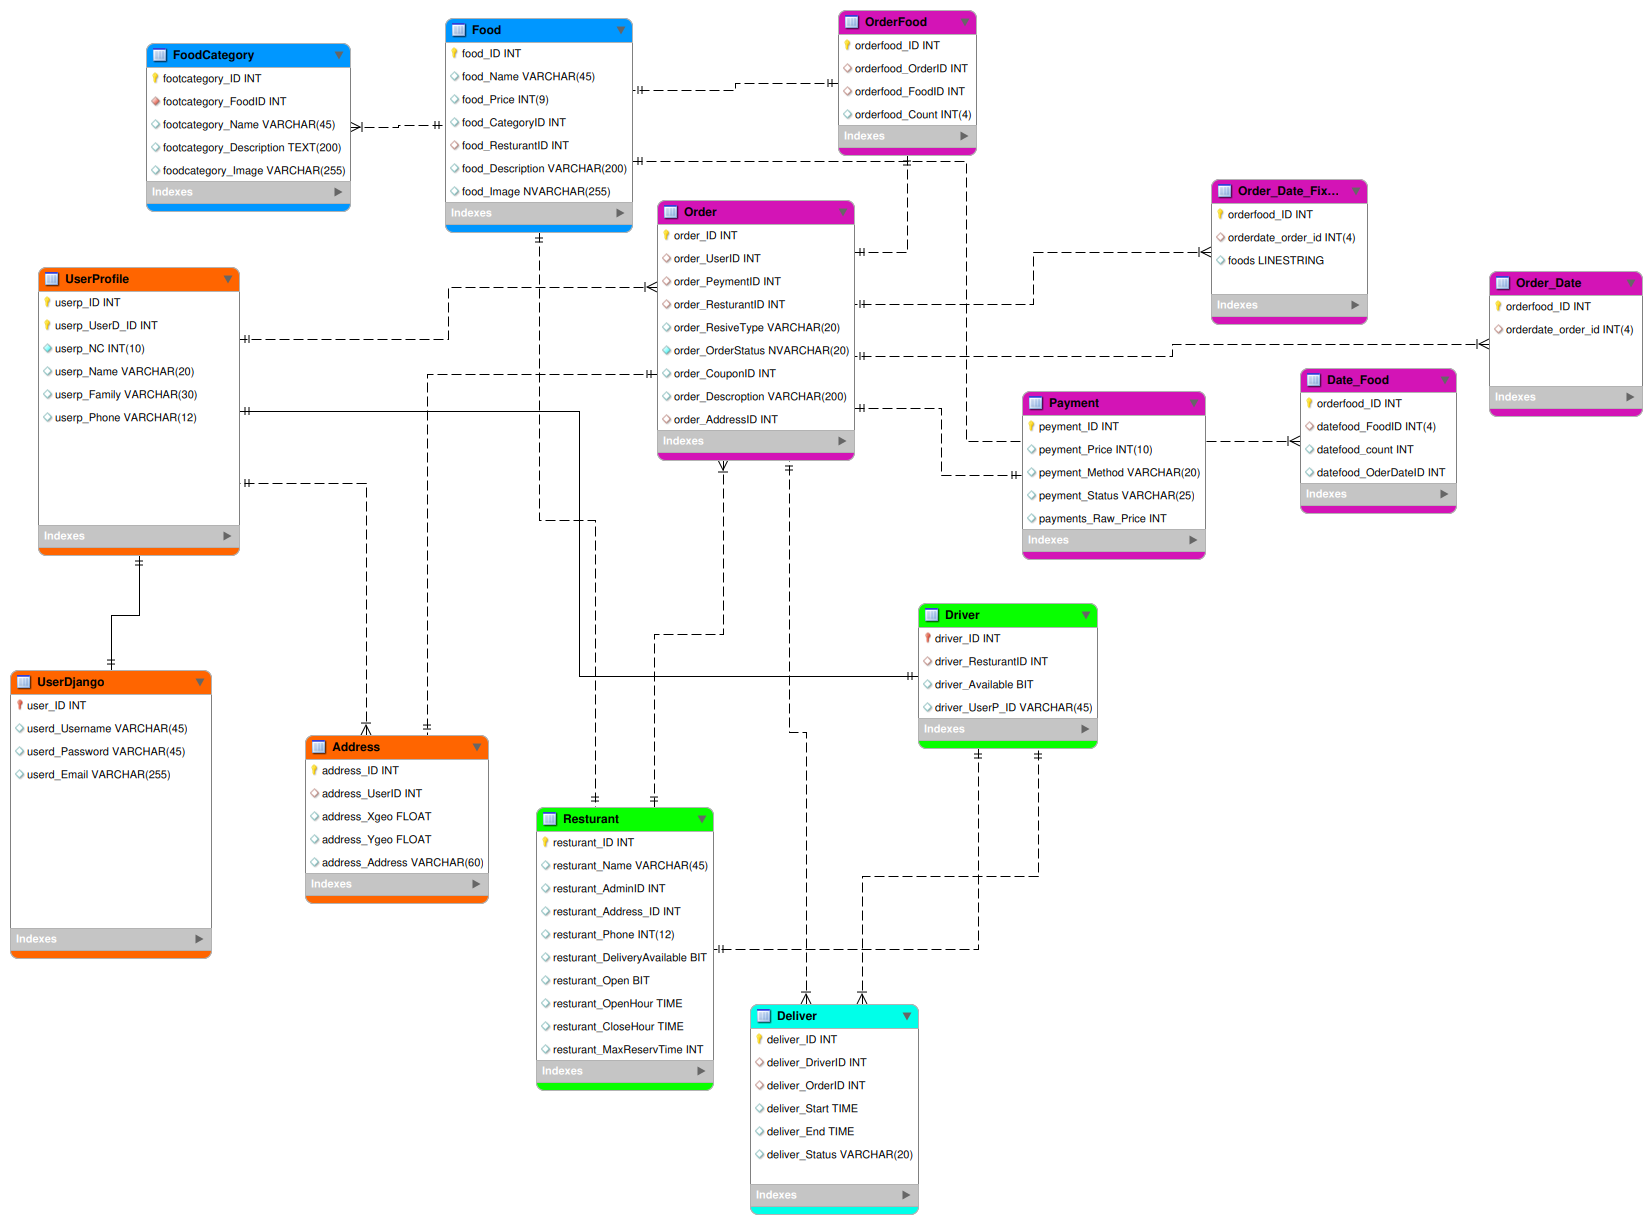 FoodCategory
footcategory_ID INT
footcategory_FoodID INT
footcategory_Name VARCHAR(45)
footcategory_Description TEXT(200)
foodcategory_Image VARCHAR(255)
Indexes
Food
food_ID INT
food_Name VARCHAR(45)
food_Price INT(9)
food_CategoryID INT
food_ResturantID INT
food_Description VARCHAR(200)
food_Image NVARCHAR(255)
Indexes
OrderFood
orderfood_ID INT
orderfood_OrderID INT
orderfood_FoodID INT
orderfood_Count INT(4)
Indexes
Order
order_ID INT
order_UserID INT
order_PeymentID INT
order_ResturantID INT
order_ResiveType VARCHAR(20)
order_OrderStatus NVARCHAR(20)
order_CouponID INT
order_Descroption VARCHAR(200)
order_AddressID INT
Indexes
Order_Date_Fix...
orderfood_ID INT
orderdate_order_id INT(4)
foods LINESTRING
Indexes
Order_Date
orderfood_ID INT
orderdate_order_id INT(4)
Indexes
Date_Food
orderfood_ID INT
datefood_FoodID INT(4)
datefood_count INT
datefood_OderDateID INT
Indexes
Payment
peyment_ID INT
peyment_Price INT(10)
peyment_Method VARCHAR(20)
peyment_Status VARCHAR(25)
peyments_Raw_Price INT
Indexes
UserProfile
userp_ID INT
userp_UserD_ID INT
userp_NC INT(10)
userp_Name VARCHAR(20)
userp_Family VARCHAR(30)
userp_Phone VARCHAR(12)
Indexes
UserDjango
user_ID INT
userd_Username VARCHAR(45)
userd_Password VARCHAR(45)
userd_Email VARCHAR(255)
Indexes
Address
address_ID INT
address_UserID INT
address_Xgeo FLOAT
address_Ygeo FLOAT
address_Address VARCHAR(60)
Indexes
Driver
driver_ID INT
driver_ResturantID INT
driver_Available BIT
driver_UserP_ID VARCHAR(45)
Indexes
Resturant
resturant_ID INT
resturant_Name VARCHAR(45)
resturant_AdminID INT
resturant_Address_ID INT
resturant_Phone INT(12)
resturant_DeliveryAvailable BIT
resturant_Open BIT
resturant_OpenHour TIME
resturant_CloseHour TIME
resturant_MaxReservTime INT
Indexes
Deliver
deliver_ID INT
deliver_DriverID INT
deliver_OrderID INT
deliver_Start TIME
deliver_End TIME
deliver_Status VARCHAR(20)
Indexes